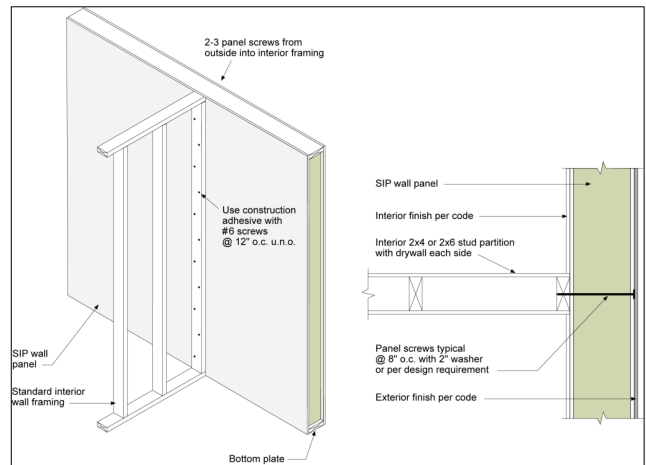 2-3 panel screws from
outside into interior framing
Use construction
adhesive with
#6 screws
@ 12" o.c. u.n.o.
SIP wall
panel
Standard interior
wall framing
Bottom plate
SIP wall panel
Interior finish per code
Interior 2x4 or 2x6 stud partition
with drywall each side
Panel screws typical
@ 8" o.c. with 2" washer
or per design requirement
Exterior finish per code